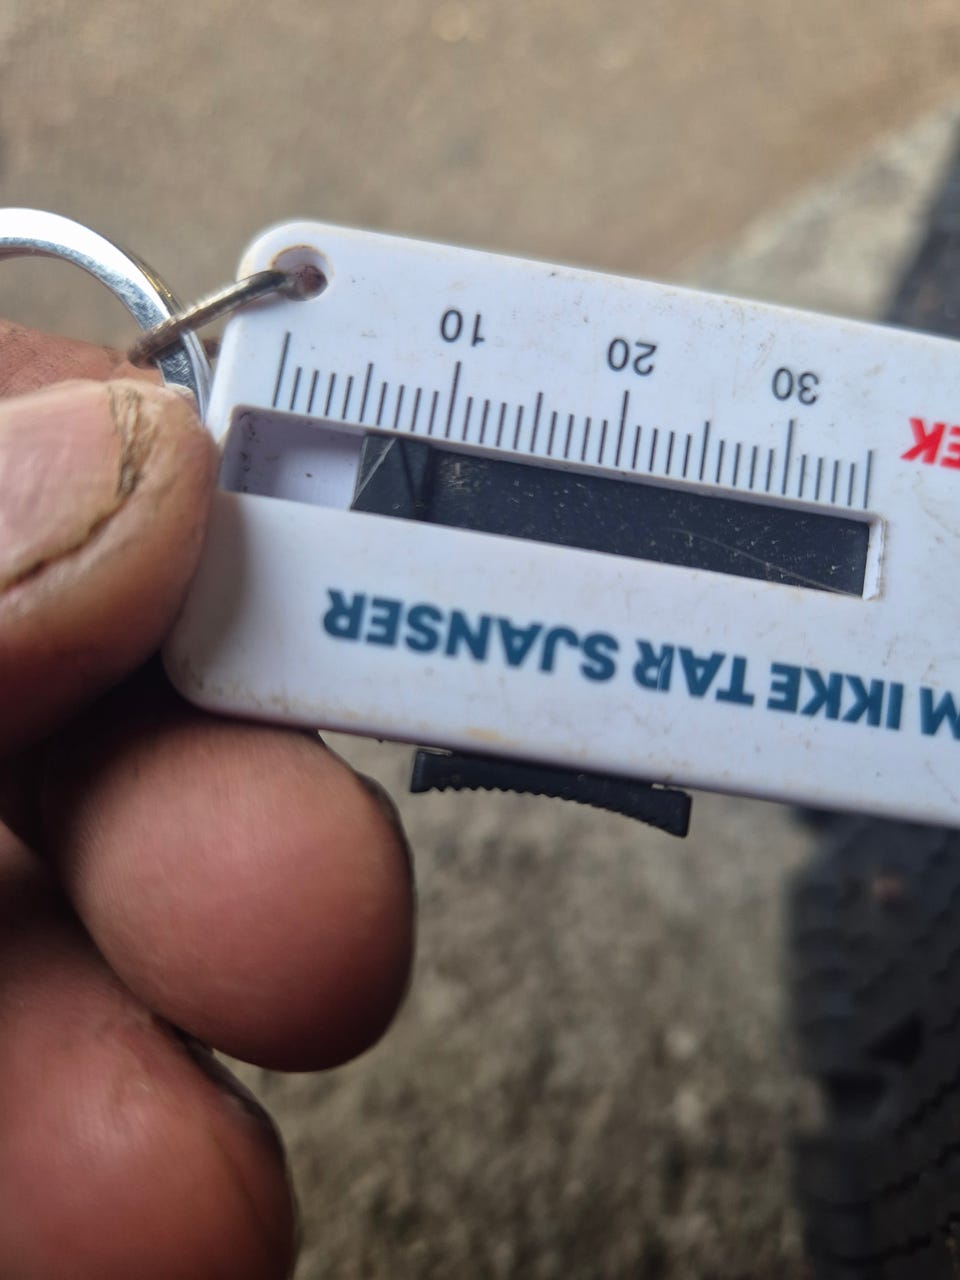 M IKKE TAR SJANSER
EK
30 20 10